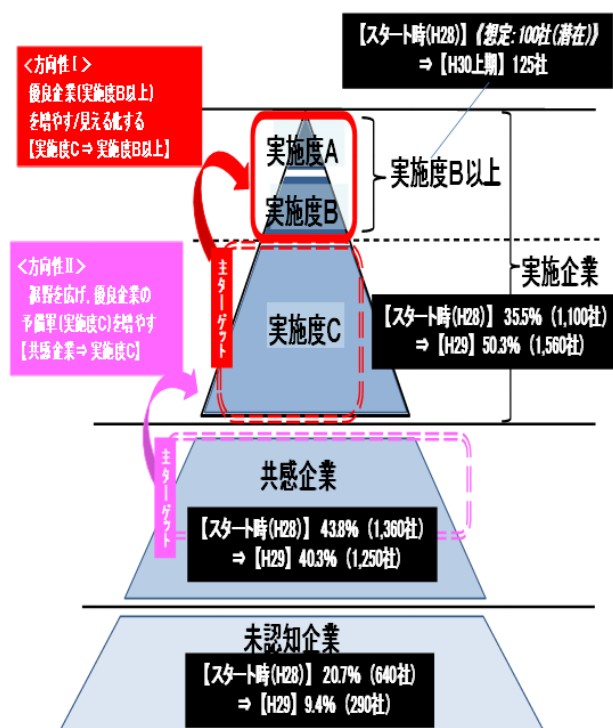 【スタート時(H28)】《想定:100社(潜在)》
⇒【H30上期】125社
<方向性Ⅰ>
優良企業(実施度B以上)
を増やす/見える化する
【実施度C⇒実施度B以上】
実施度A
実施度B
実施度B以上
<方向性Ⅱ>
裾野を広げ、優良企業の
予備軍(実施度C)を増やす
【共感企業⇒実施度C】
主ターゲット
実施度C
実施企業
【スタート時(H28)】35.5%(1,100社)
⇒【H29】50.3%(1,560社)
主ターゲット
共感企業
【スタート時(H28)】43.8%(1,360社)
⇒【H29】40.3%(1,250社)
未認知企業
【スタート時(H28)】20.7%(640社)
⇒【H29】9.4%(290社)